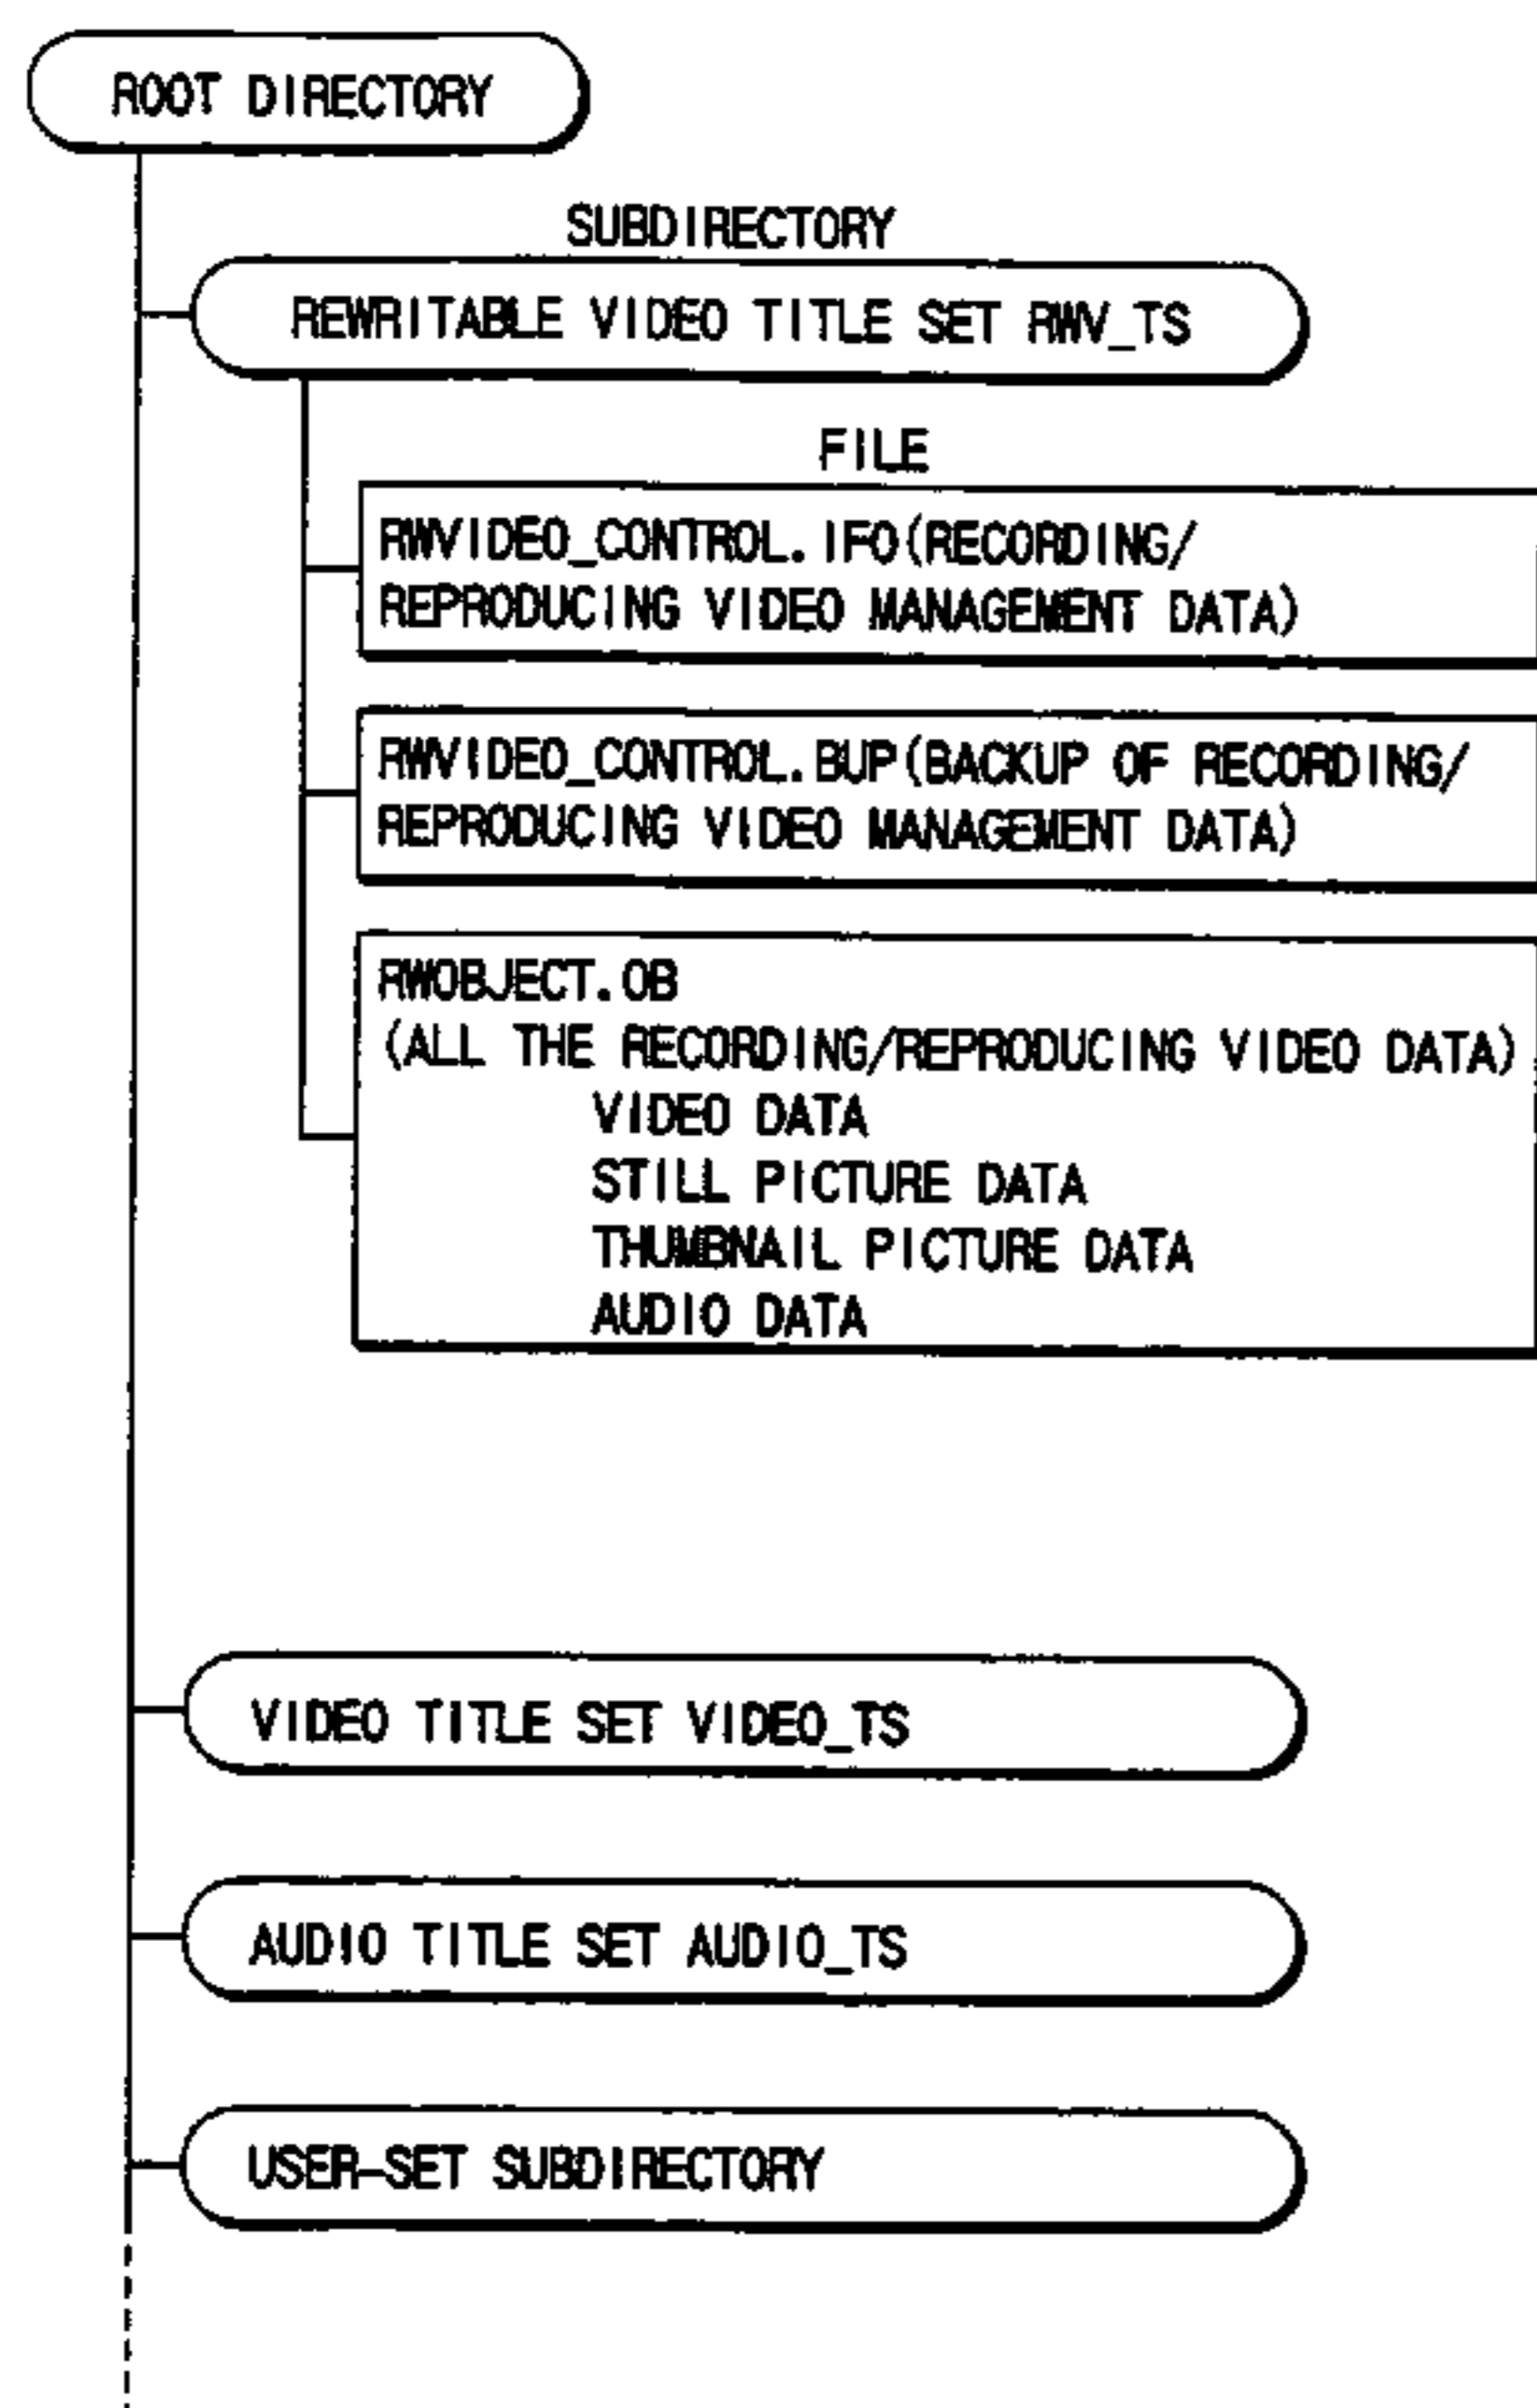 ROOT DIRECTORY
SUBDIRECTORY
REWRITABLE VIDEO TITLE SET RWV_TS
FILE
RWVIDEO_CONTROL.IFO(RECORDING/
REPRODUCING VIDEO MANAGEMENT DATA)
RWVIDEO_CONTROL.BUP(BACKUP OF RECORDING/
REPRODUCING VIDEO MANAGEMENT DATA)
RWOBJECT.OB
(ALL THE RECORDING/REPRODUCING VIDEO DATA)
VIDEO DATA
STILL PICTURE DATA
THUMBNAIL PICTURE DATA
AUDIO DATA
VIDEO TITLE SET VIDEO_TS
AUDIO TITLE SET AUDIO_TS
USER-SET SUBDIRECTORY